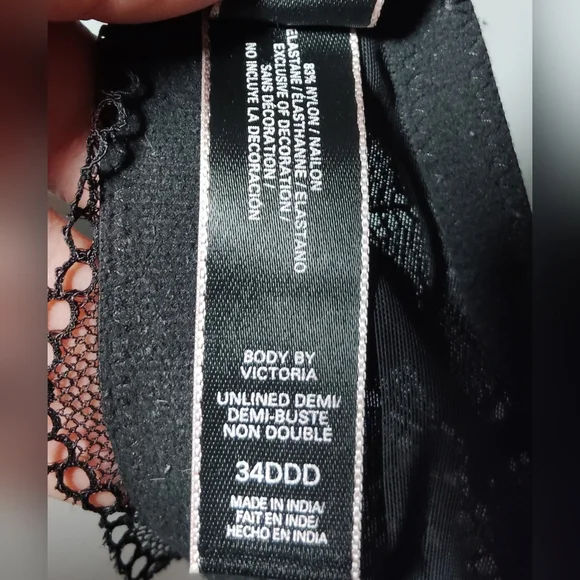 83% NYLON / NAILON
ELASTANE / ÉLASTHANNE / ELASTANO
EXCLUSIVE OF DECORATION /
SANS DÉCORATION /
NO INCLUYE LA DECORACIÓN
BODY BY
VICTORIA
UNLINED DEMI/
DEMI-BUSTE
NON DOUBLÉ
34DDD
MADE IN INDIA/
FAIT EN INDE/
HECHO EN INDIA